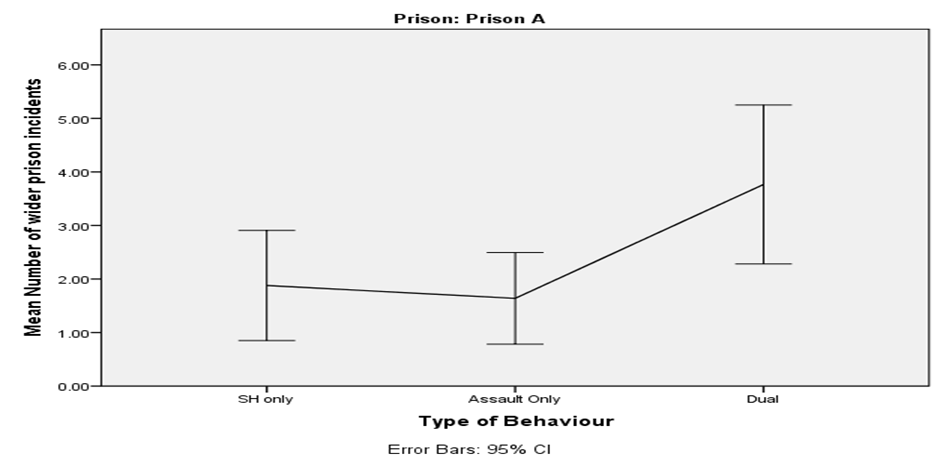 Prison: Prison A
Mean Number of wider prison incidents
6.00
5.00
4.00
3.00
2.00
1.00
0.00
SH only
Assault Only
Dual
Type of Behaviour
Error Bars: 95% CI